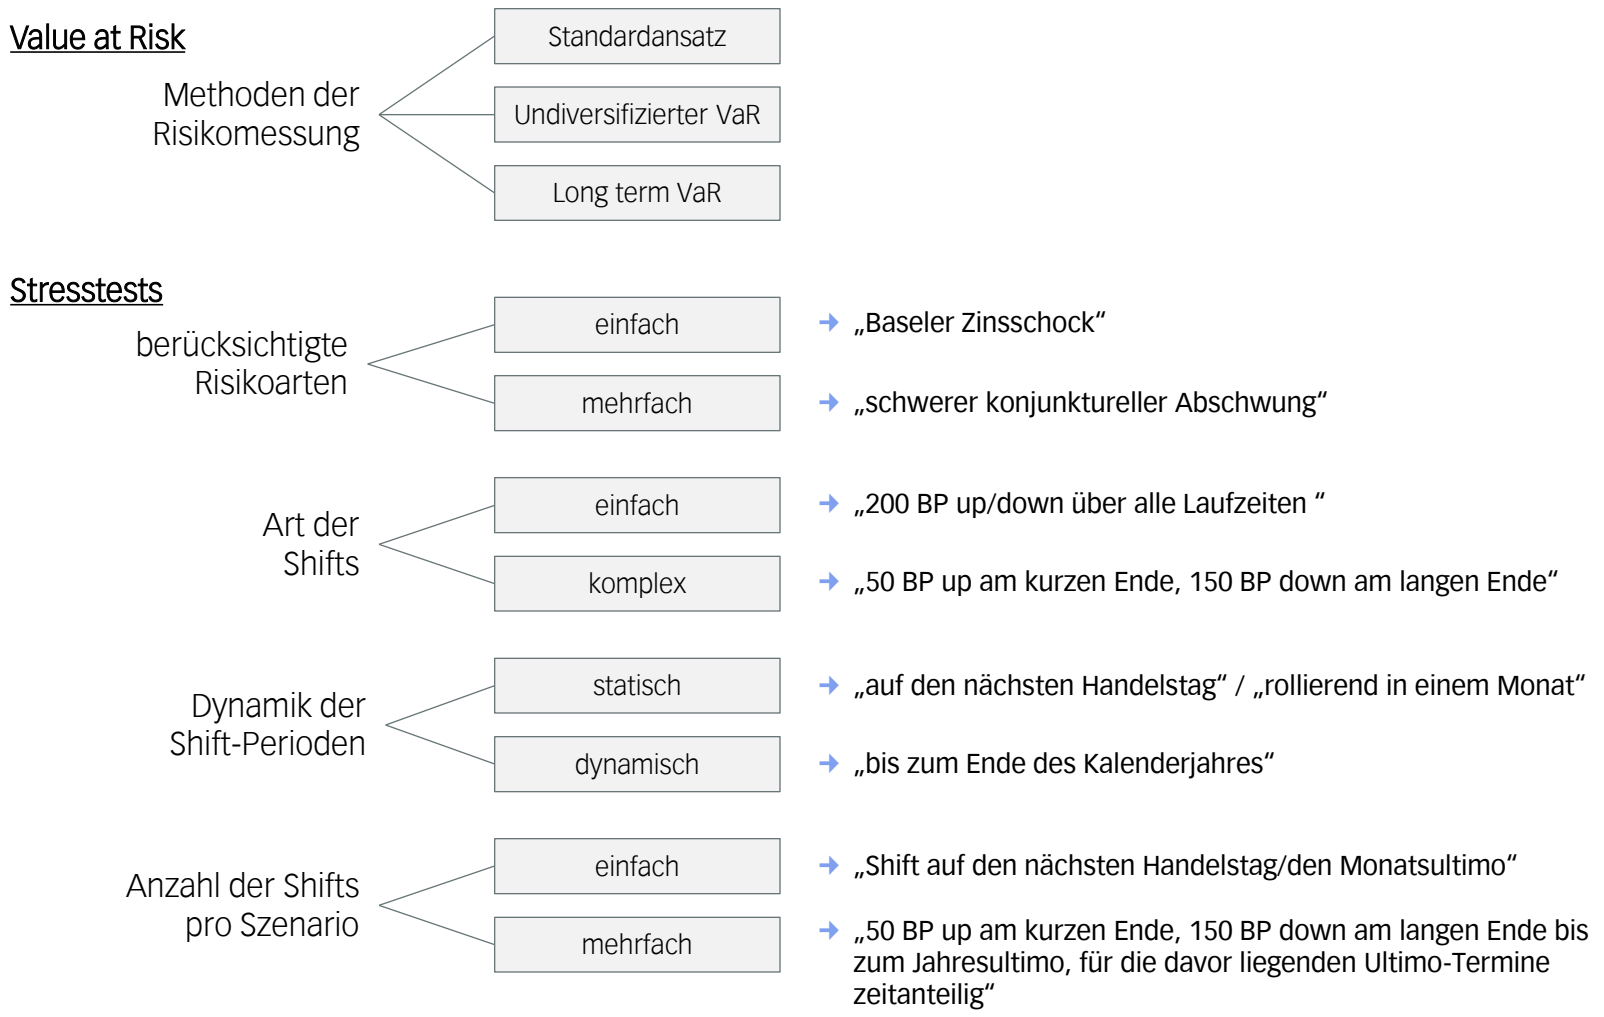 Value at Risk
Methoden der
Risikomessung
Standardansatz
Undiversifizierter VaR
Long term VaR
Stresstests
berücksichtigte
Risikoarten
einfach
„Baseler Zinsschock“
mehrfach
„schwerer konjunktureller Abschwung“
Art der
Shifts
einfach
„200 BP up/down über alle Laufzeiten “
komplex
„50 BP up am kurzen Ende, 150 BP down am langen Ende“
Dynamik der
Shift-Perioden
statisch
„auf den nächsten Handelstag“ / „rollierend in einem Monat“
dynamisch
„bis zum Ende des Kalenderjahres“
Anzahl der Shifts
pro Szenario
einfach
„Shift auf den nächsten Handelstag/den Monatsultimo“
mehrfach
„50 BP up am kurzen Ende, 150 BP down am langen Ende bis
zum Jahresultimo, für die davor liegenden Ultimo-Termine
zeitanteilig“